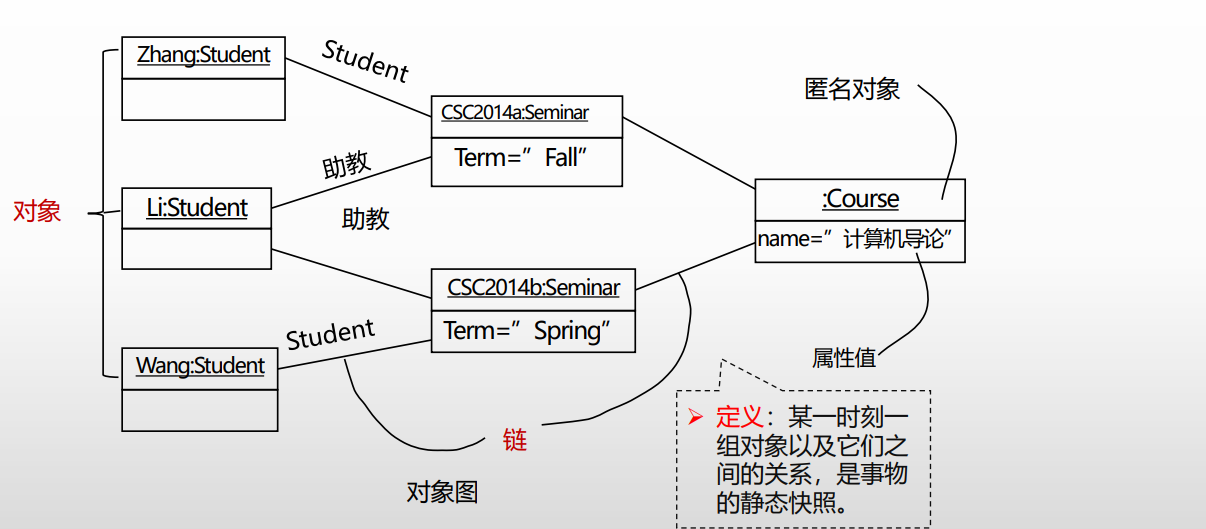 Zhang:Student
Student
匿名对象
CSC2014a:Seminar
Term=”Fall”
助教
对象
Li:Student
助教
:Course
name=”计算机导论”
CSC2014b:Seminar
Term=”Spring”
Student
Wang:Student
属性值
链
对象图
➢ 定义：某一时刻一
组对象以及它们之
间的关系，是事物
的静态快照。